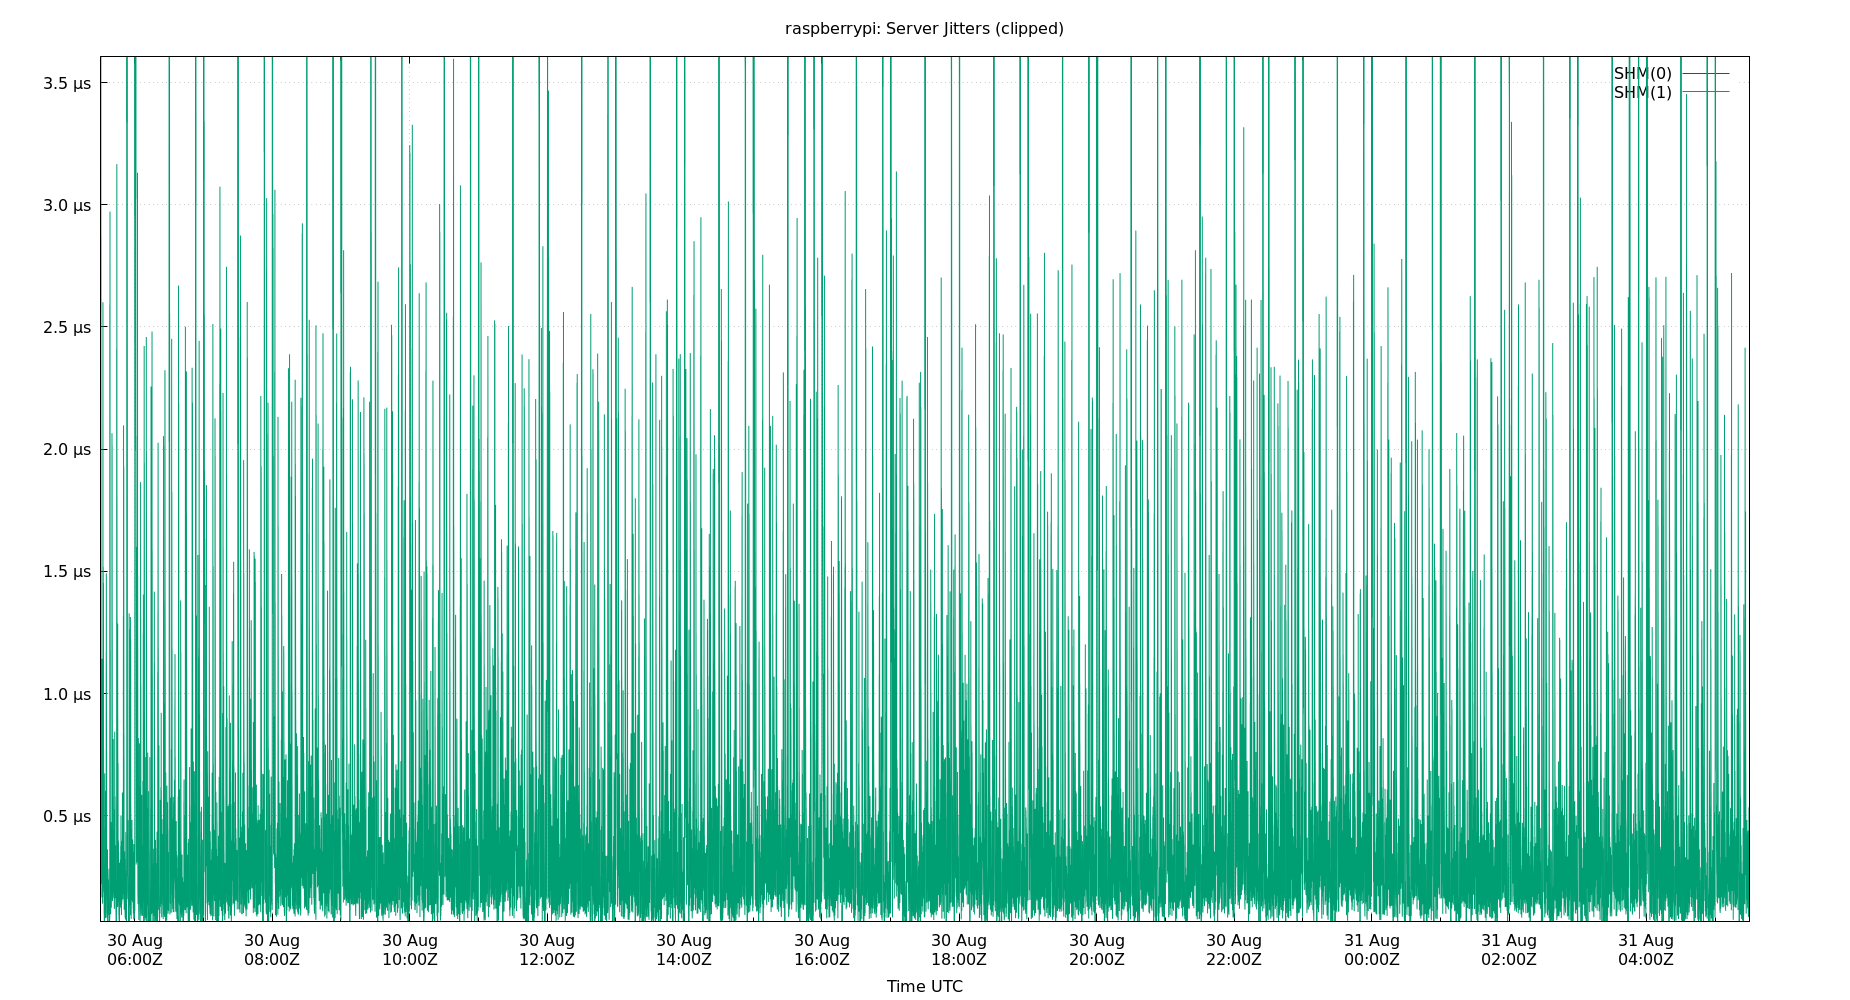 raspberrypi: Server Jitters (clipped)
SHM(0)
SHM(1)
3.5 µs
3.0 µs
2.5 µs
2.0 µs
1.5 µs
1.0 µs
0.5 µs
30 Aug 30 Aug 30 Aug 30 Aug 30 Aug 30 Aug 30 Aug 30 Aug 30 Aug 31 Aug 31 Aug 31 Aug
06:00Z 08:00Z 10:00Z 12:00Z 14:00Z 16:00Z 18:00Z 20:00Z 22:00Z 00:00Z 02:00Z 04:00Z
Time UTC